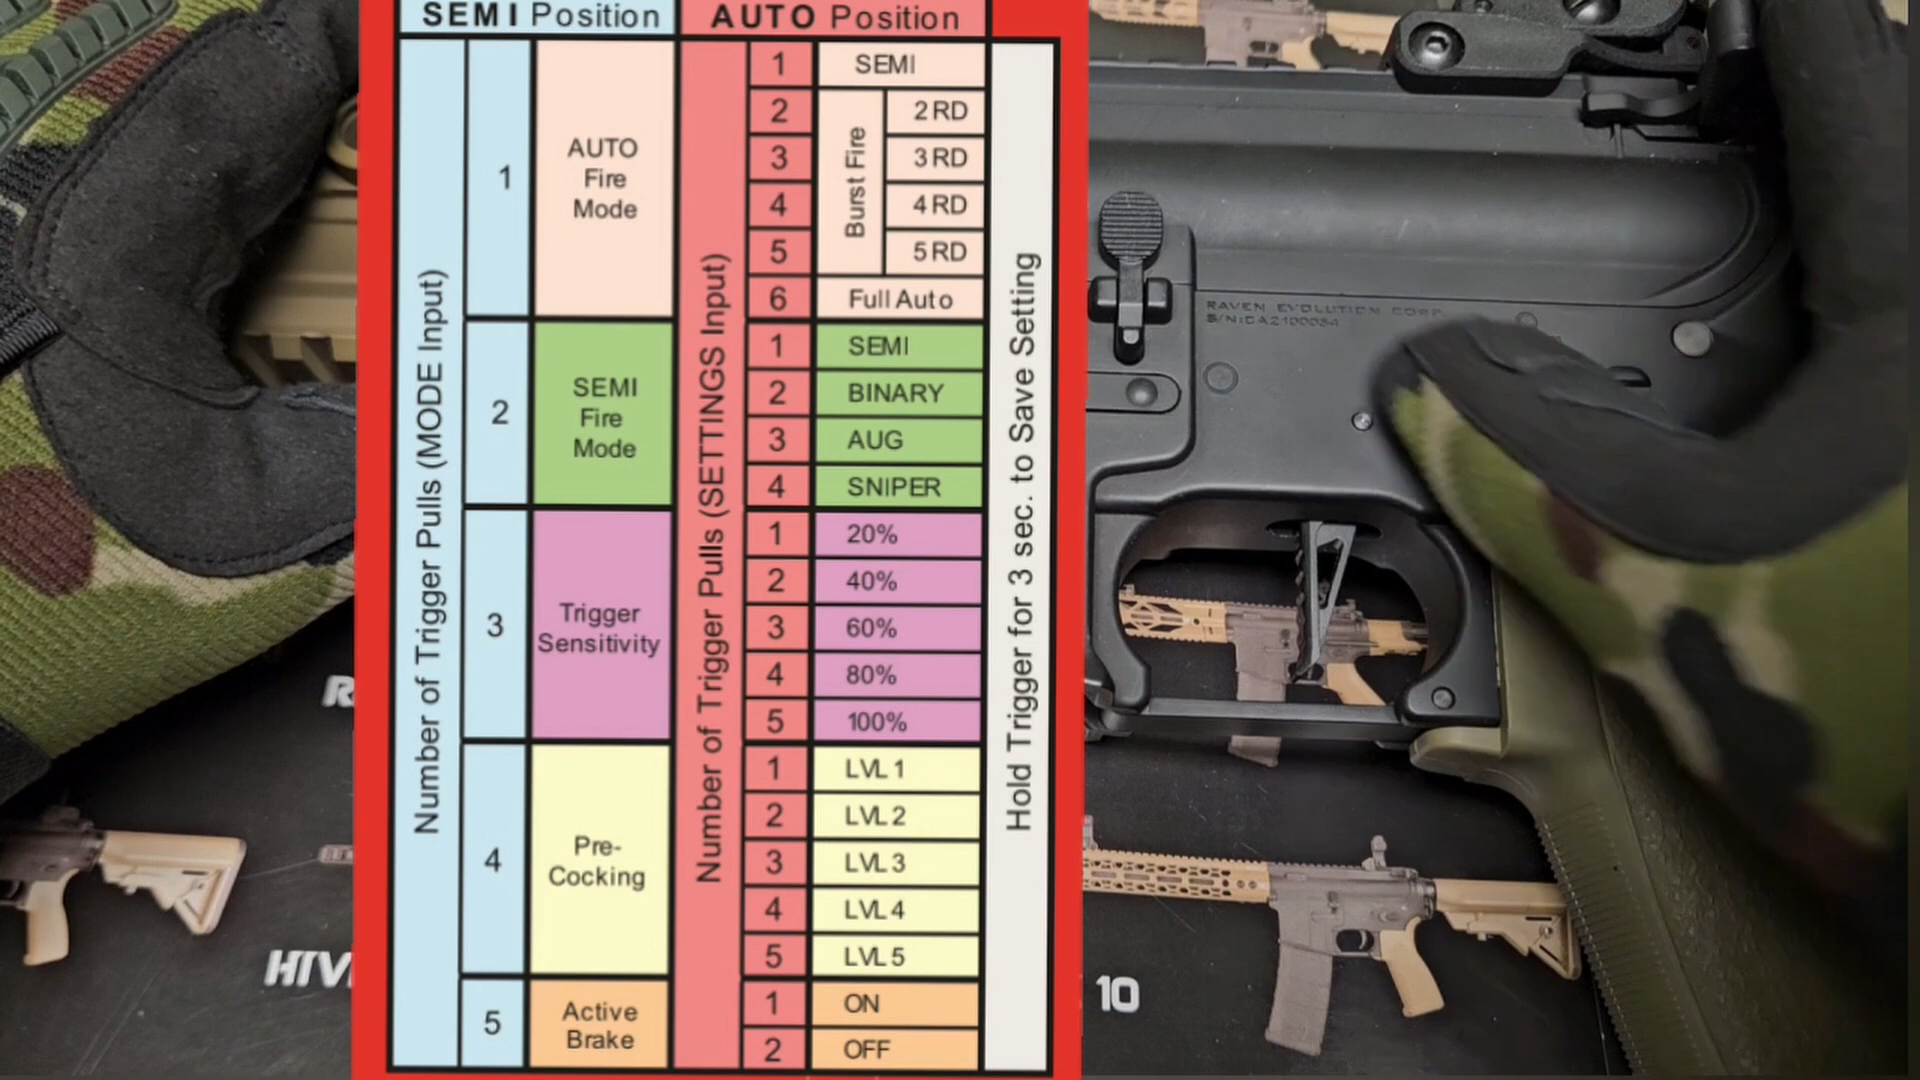 SEMI Position
AUTO Position
Number of Trigger Pulls (MODE Input)
1
AUTO
Fire
Mode
Number of Trigger Pulls (SETTINGS Input)
1 SEMI
Burst Fire
2 2 RD
3 3 RD
4 4 RD
5 5 RD
6 Full Auto
2
SEMI
Fire
Mode
1 SEMI
2 BINARY
3 AUG
4 SNIPER
3
Trigger
Sensitivity
1 20%
2 40%
3 60%
4 80%
5 100%
4
Pre-
Cocking
1 LVL 1
2 LVL 2
3 LVL 3
4 LVL 4
5 LVL 5
5
Active
Brake
1 ON
2 OFF
Hold Trigger for 3 sec. to Save Setting
RAVEN EVOLUTION CORP.
10